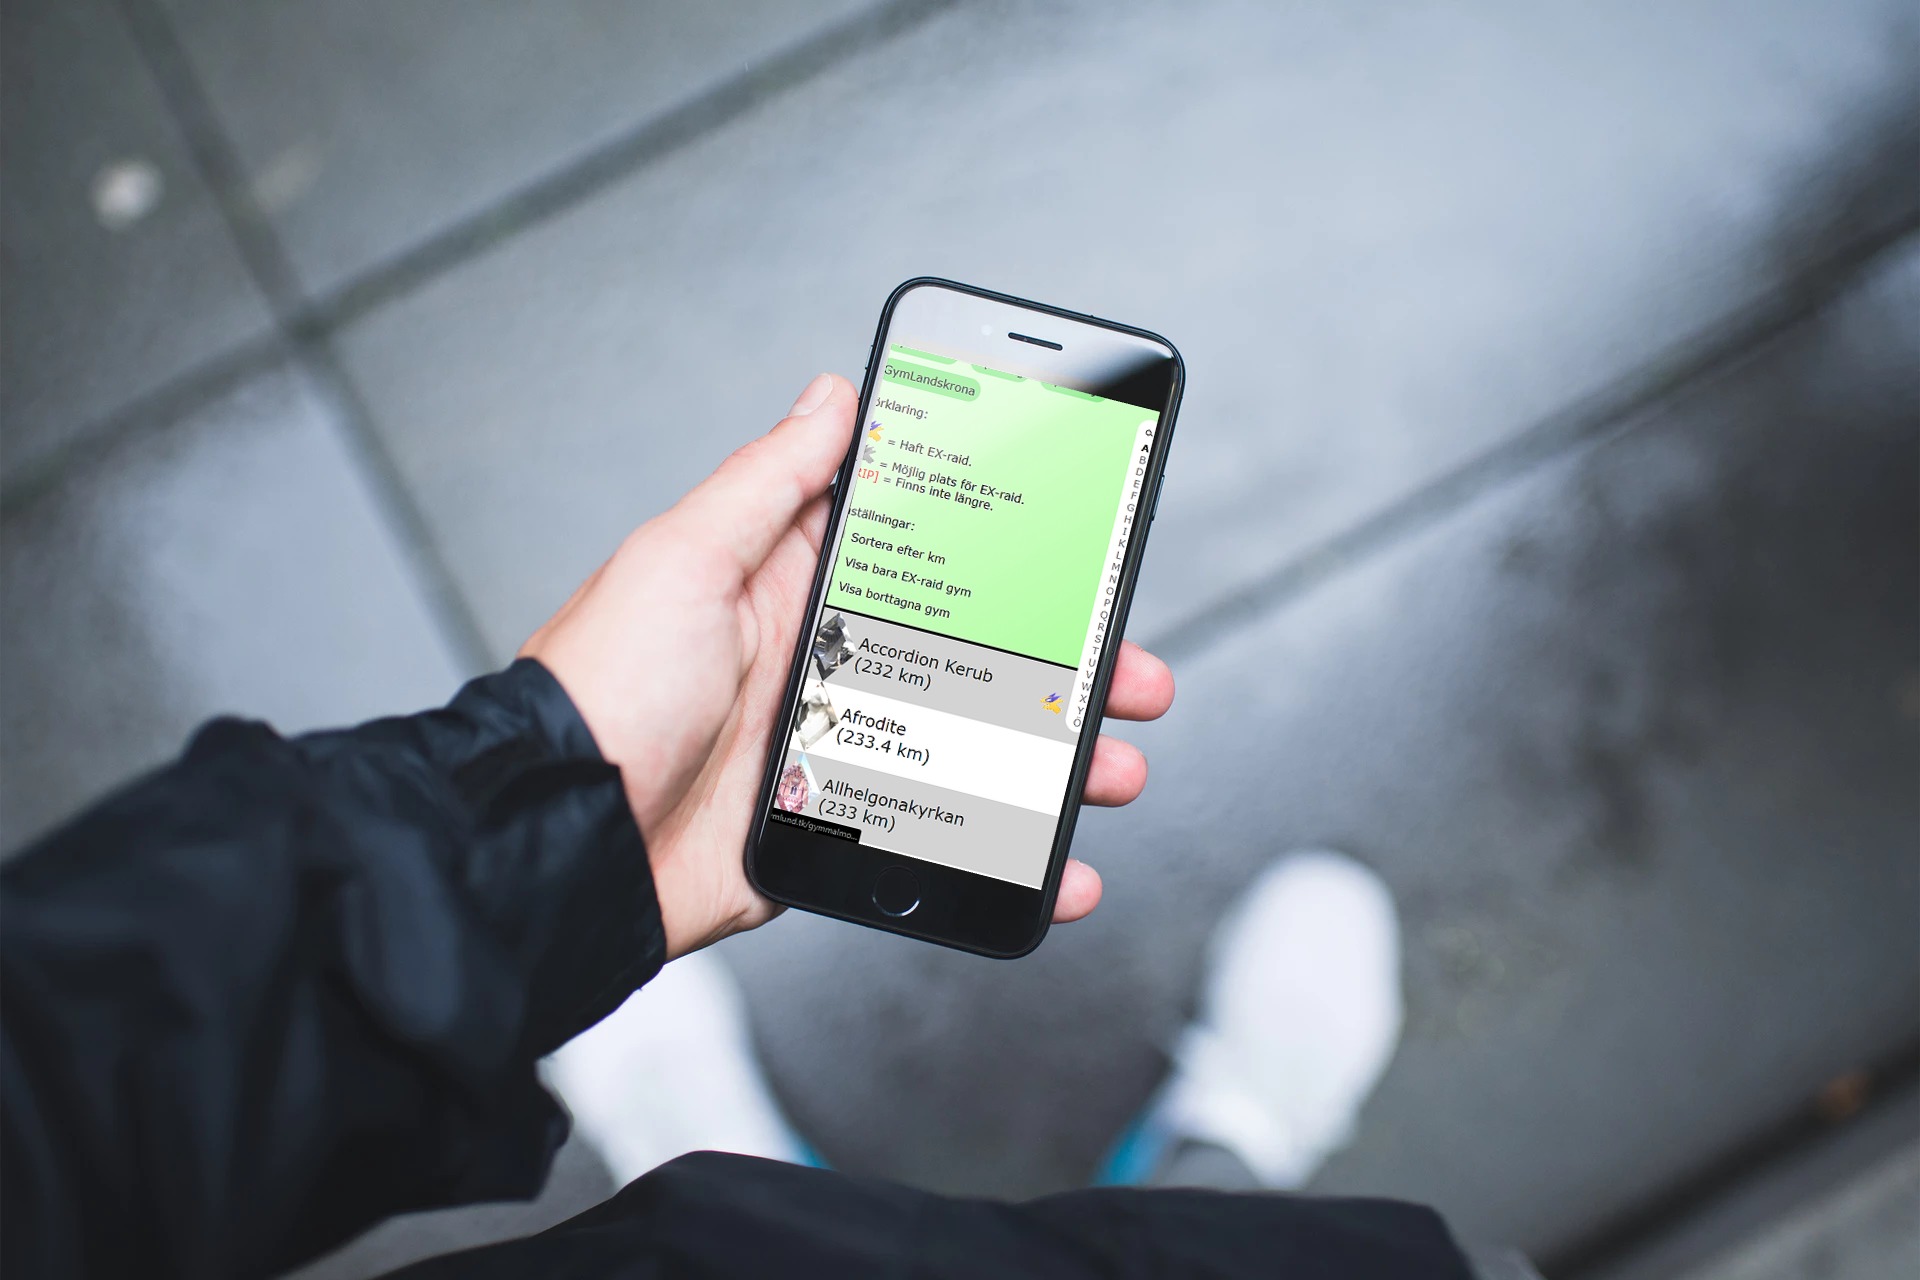 GymLandskrona
örklaring:
= Haft EX-raid.
= Möjlig plats för EX-raid.
RIP] = Finns inte längre.
ställningar:
Sortera efter km
Visa bara EX-raid gym
Visa borttagna gym
Accordion Kerub
(232 km)
Afrodite
(233.4 km)
Allhelgonakyrkan
(233 km)
mlund.tk/gymmalmo...
A
B
D
E
F
G
H
I
K
L
M
N
O
P
Q
R
S
T
U
V
W
X
Y
Ö